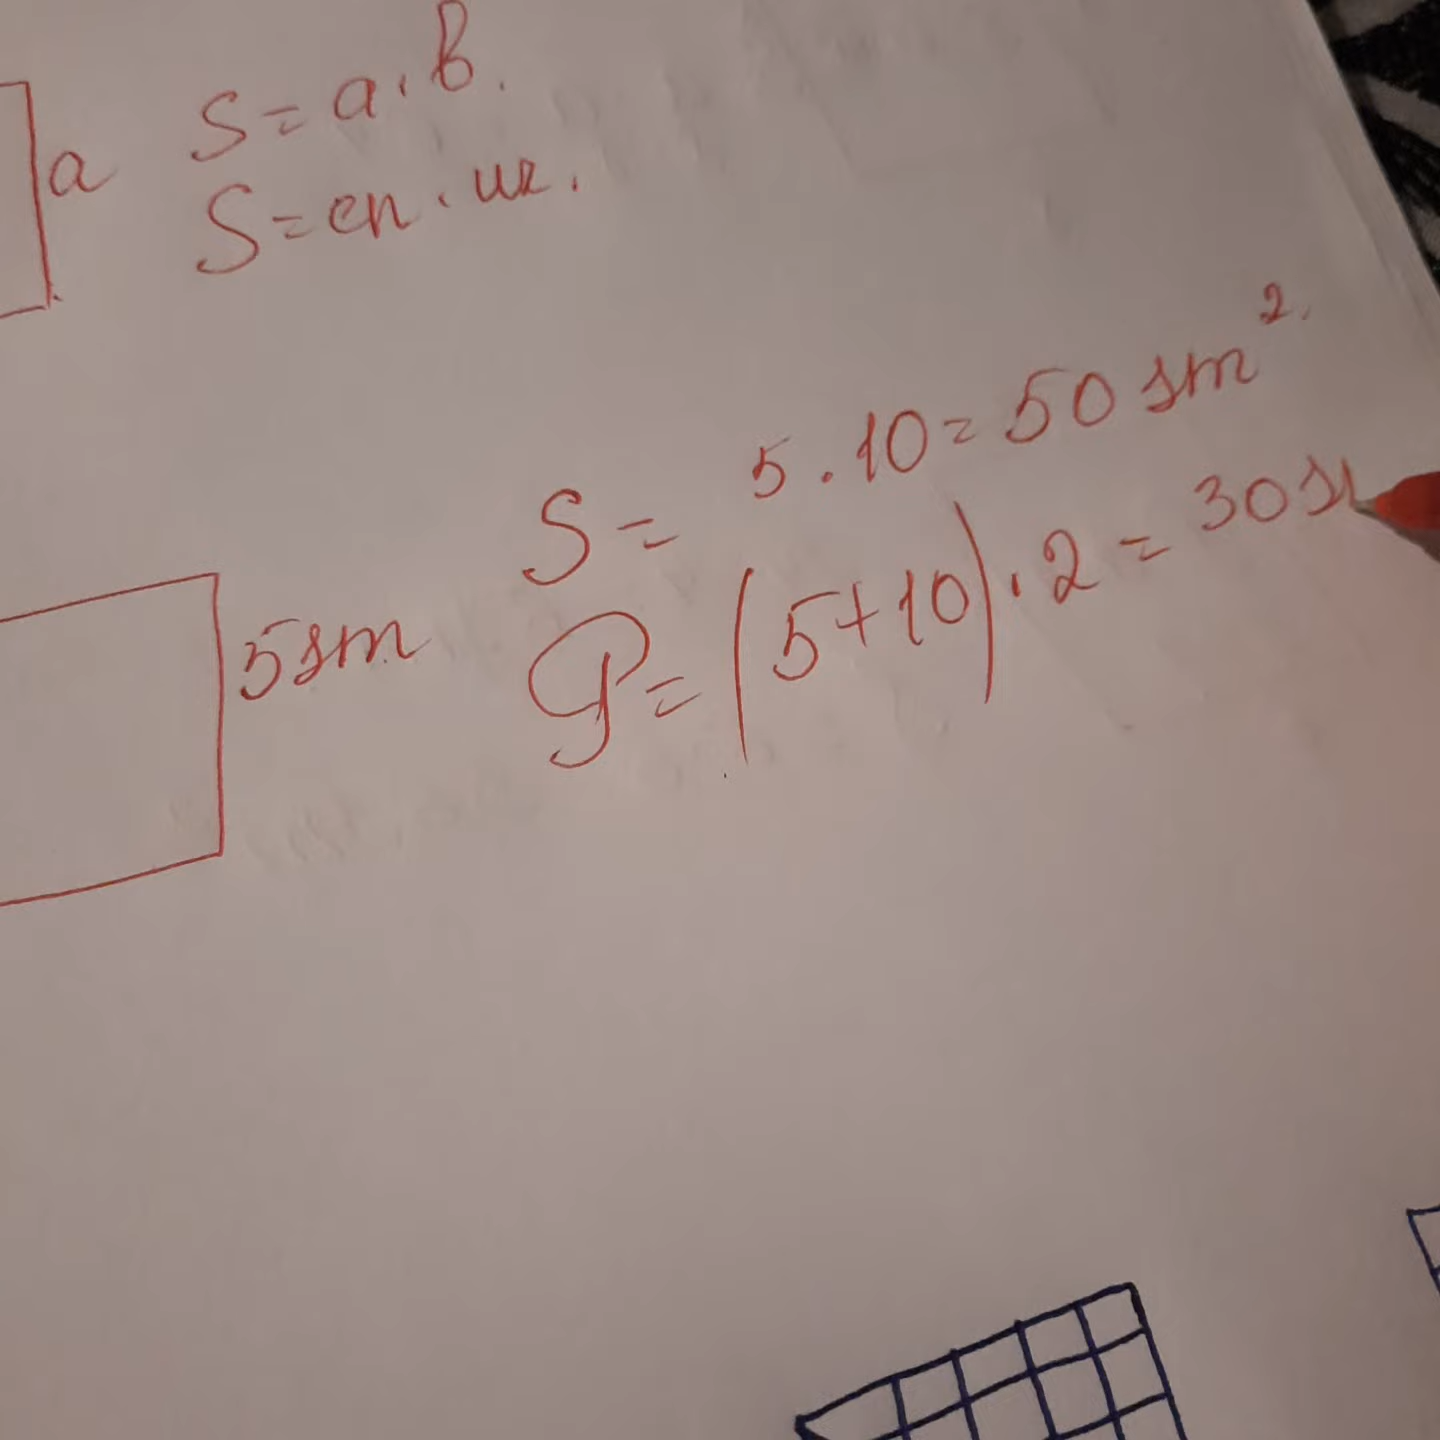 a
S = a · b.
S = en · uz.
S = 5 · 10 = 50 sm².
5sm
P = (5+10) · 2 = 30 s